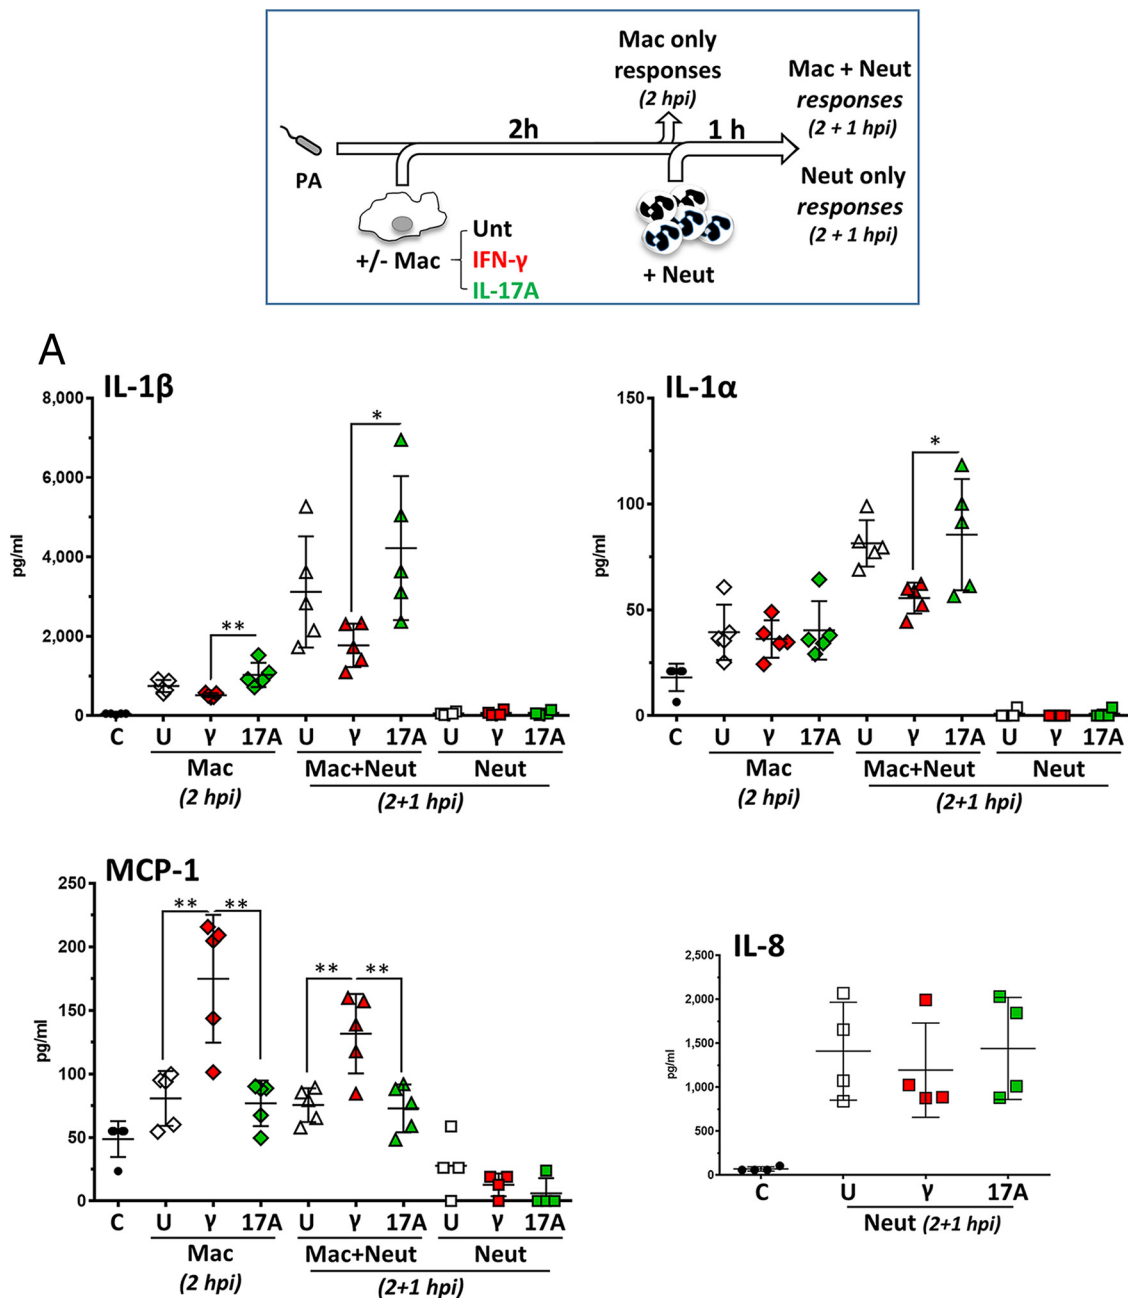 Mac only
responses
(2 hpi)
Mac + Neut
responses
(2 + 1 hpi)
2h
1 h
PA
Neut only
responses
(2 + 1 hpi)
Unt
+/- Mac
IFN-γ
IL-17A
+ Neut
A
IL-1β
8,000
6,000
4,000
2,000
0
pg/ml
*
**
C U γ 17A U γ 17A U γ 17A
Mac Mac+Neut Neut
(2 hpi) (2+1 hpi)
IL-1α
150
100
50
0
pg/ml
*
C U γ 17A U γ 17A U γ 17A
Mac Mac+Neut Neut
(2 hpi) (2+1 hpi)
MCP-1
250
200
150
100
50
0
pg/ml
** **
** **
C U γ 17A U γ 17A U γ 17A
Mac Mac+Neut Neut
(2 hpi) (2+1 hpi)
IL-8
2,500
2,000
1,500
1,000
500
0
pg/ml
C U γ 17A
Neut (2+1 hpi)